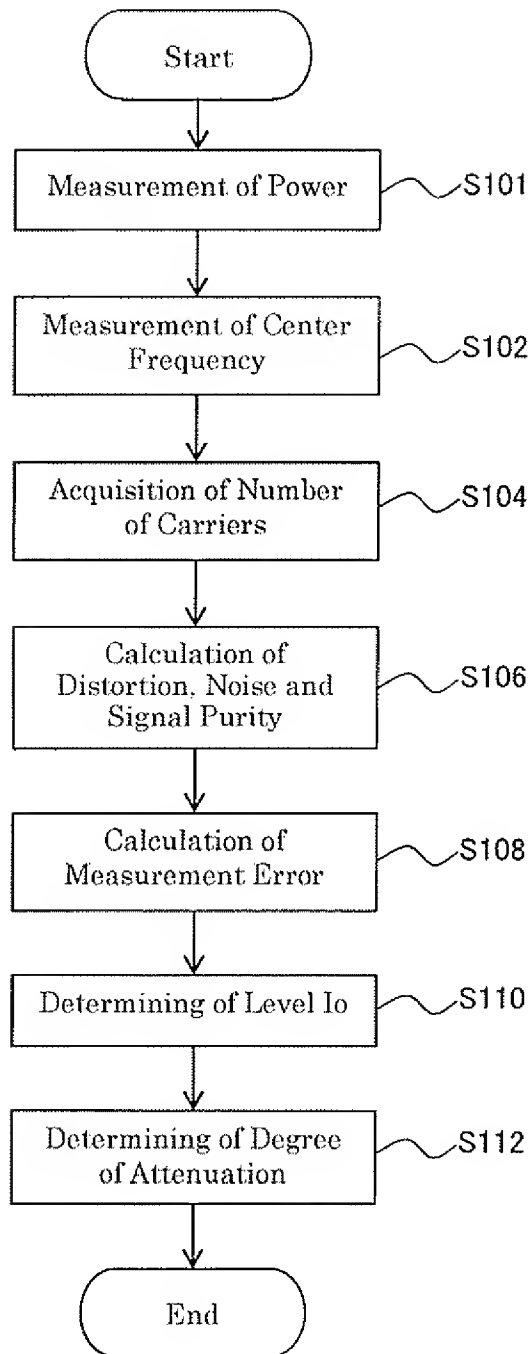 Start
Measurement of Power
S101
Measurement of Center
Frequency
S102
Acquisition of Number
of Carriers
S104
Calculation of
Distortion, Noise and
Signal Purity
S106
Calculation of
Measurement Error
S108
Determining of Level Io
S110
Determining of Degree
of Attenuation
S112
End